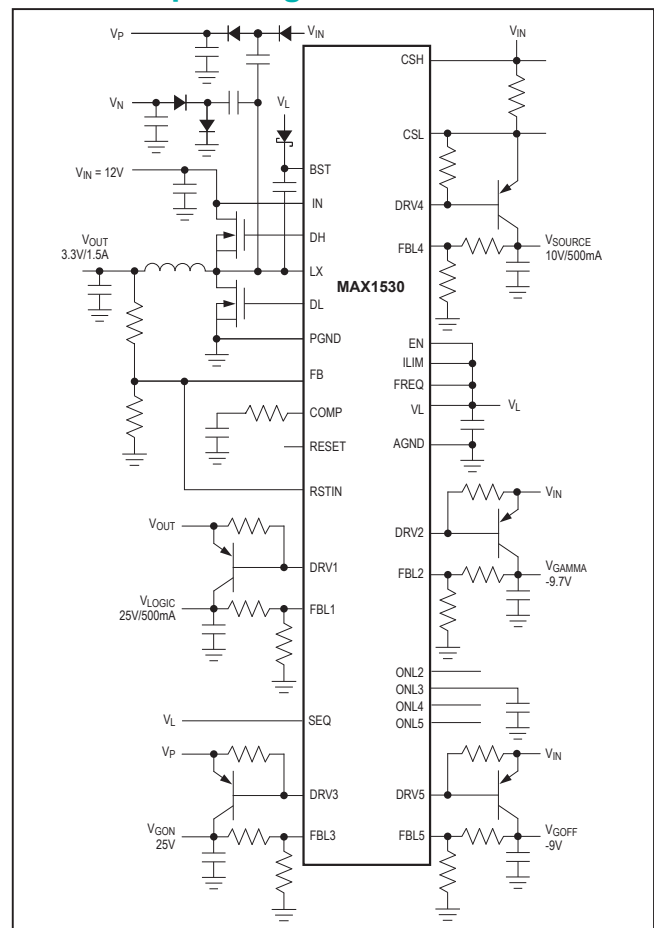 VP
VIN
VN
VL
VIN = 12V
VOUT
3.3V/1.5A
BST
IN
DH
LX
DL
PGND
FB
COMP
RESET
RSTIN
VOUT
DRV1
VLOGIC
25V/500mA
FBL1
VL
SEQ
VP
DRV3
VGON
25V
FBL3
MAX1530
VIN
CSH
CSL
DRV4
FBL4
VSOURCE
10V/500mA
EN
ILIM
FREQ
VL
VL
AGND
VIN
DRV2
FBL2
VGAMMA
-9.7V
ONL2
ONL3
ONL4
ONL5
VIN
DRV5
FBL5
VGOFF
-9V